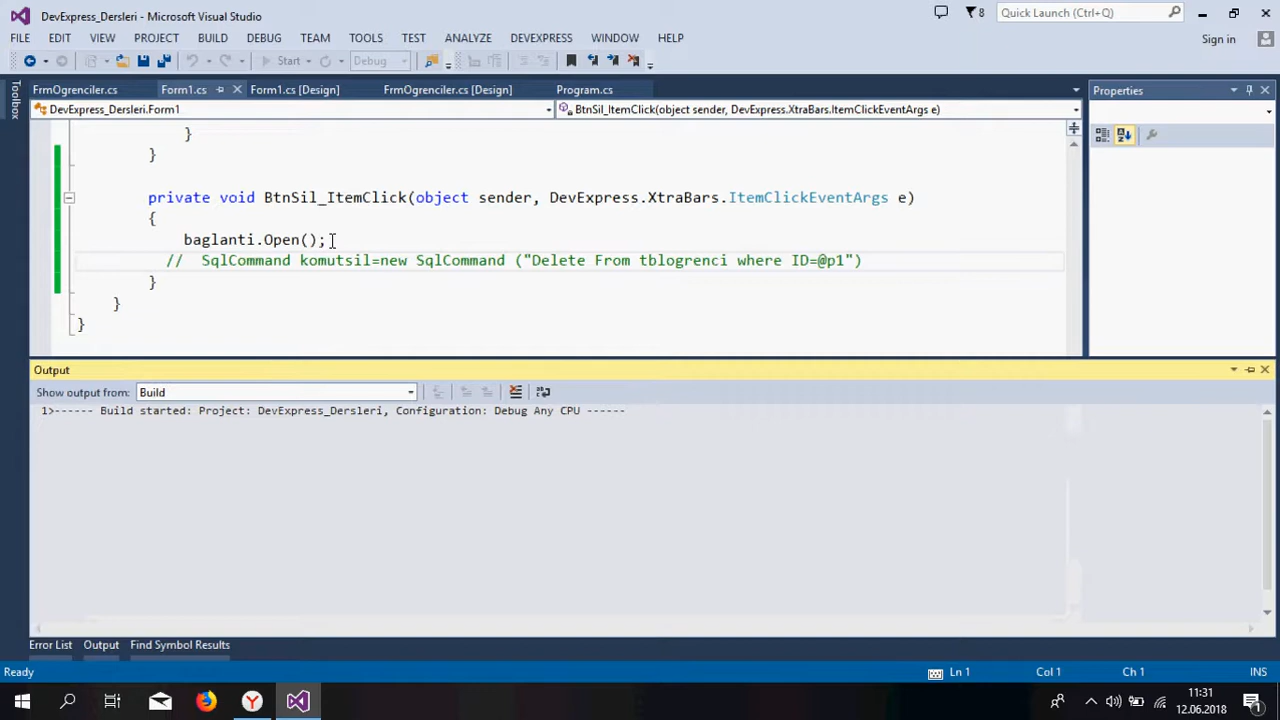 DevExpress_Dersleri - Microsoft Visual Studio
8
Quick Launch (Ctrl+Q)
FILE EDIT VIEW PROJECT BUILD DEBUG TEAM TOOLS TEST ANALYZE DEVEXPRESS WINDOW HELP
Sign in
Start Debug
Toolbox
FrmOgrenciler.cs Form1.cs Form1.cs [Design] FrmOgrenciler.cs [Design] Program.cs
DevExpress_Dersleri.Form1
BtnSil_ItemClick(object sender, DevExpress.XtraBars.ItemClickEventArgs e)
Properties
}
}
private void BtnSil_ItemClick(object sender, DevExpress.XtraBars.ItemClickEventArgs e)
{
baglanti.Open();
// SqlCommand komutsil=new SqlCommand ("Delete From tblogrenci where ID=@p1")
}
}
}
Output
Show output from: Build
1>------ Build started: Project: DevExpress_Dersleri, Configuration: Debug Any CPU ------
Error List Output Find Symbol Results
Ready
Ln 1 Col 1 Ch 1 INS
11:31
12.06.2018
1